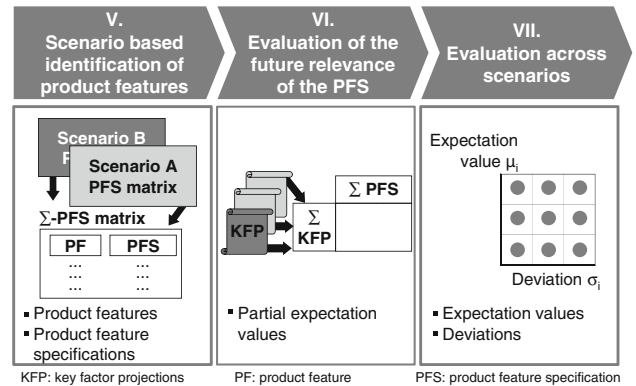 V.
Scenario based
identification of
product features
VI.
Evaluation of the
future relevance
of the PFS
VII.
Evaluation across
scenarios
Scenario B
P
Scenario A
PFS matrix
Σ-PFS matrix
PF PFS
... ...
... ...
... ...
▪ Product features
▪ Product feature
specifications
KFP
Σ PFS
Σ
KFP
▪ Partial expectation
values
Expectation
value μi
Deviation σi
▪ Expectation values
▪ Deviations
KFP: key factor projections
PF: product feature
PFS: product feature specification